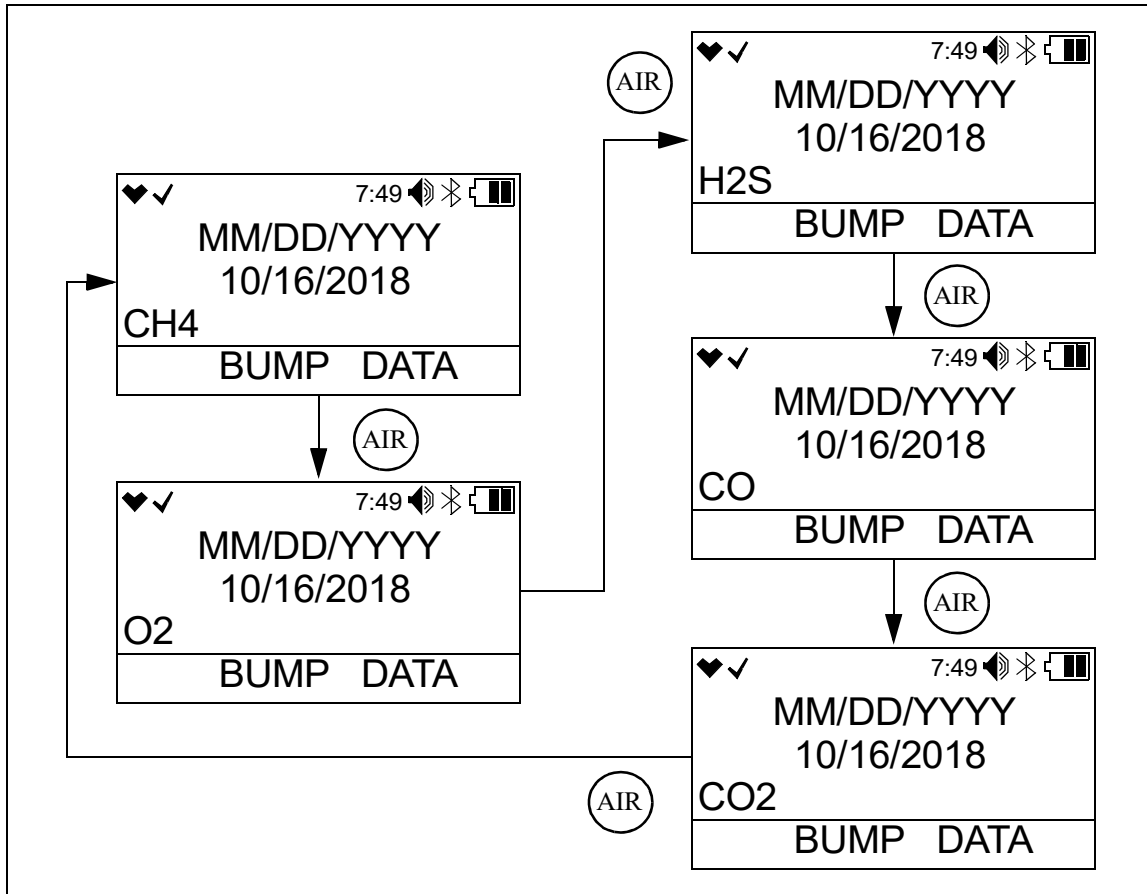 7:49
MM/DD/YYYY
10/16/2018
CH4
BUMP DATA
AIR
7:49
MM/DD/YYYY
10/16/2018
O2
BUMP DATA
AIR
7:49
MM/DD/YYYY
10/16/2018
H2S
BUMP DATA
AIR
7:49
MM/DD/YYYY
10/16/2018
CO
BUMP DATA
AIR
7:49
MM/DD/YYYY
10/16/2018
CO2
BUMP DATA
AIR